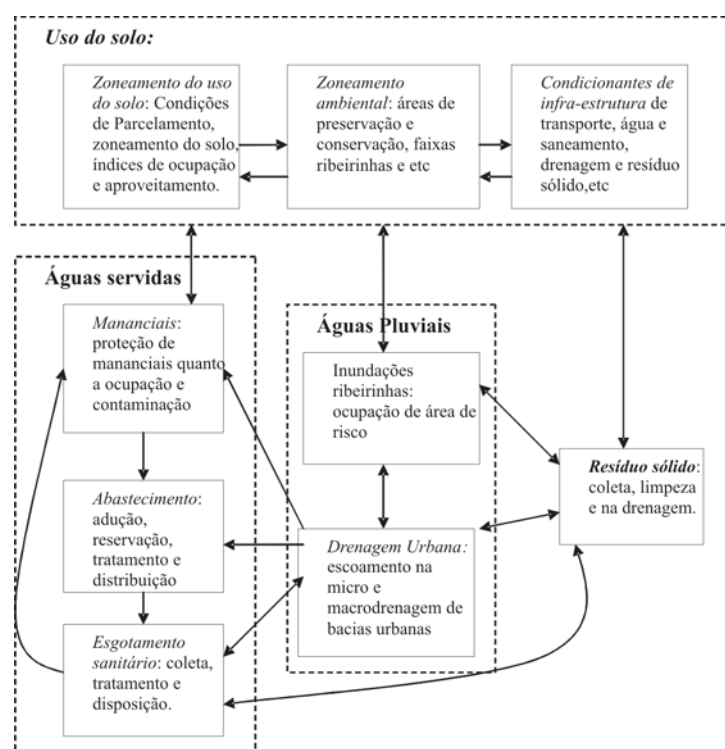 Uso do solo:
Zoneamento do uso
do solo: Condições
de Parcelamento,
zoneamento do solo,
índices de ocupação
e aproveitamento.
Zoneamento
ambiental: áreas de
preservação e
conservação, faixas
ribeirinhas e etc
Condicionantes de
infra-estrutura de
transporte, água e
saneamento,
drenagem e resíduo
sólido,etc
Águas servidas
Mananciais:
proteção de
mananciais quanto
a ocupação e
contaminação
Abastecimento:
adução,
reservação,
tratamento e
distribuição
Esgotamento
sanitário: coleta,
tratamento e
disposição.
Águas Pluviais
Inundações
ribeirinhas:
ocupação de área de
risco
Drenagem Urbana:
escoamento na
micro e
macrodrenagem de
bacias urbanas
Resíduo sólido:
coleta, limpeza
e na drenagem.